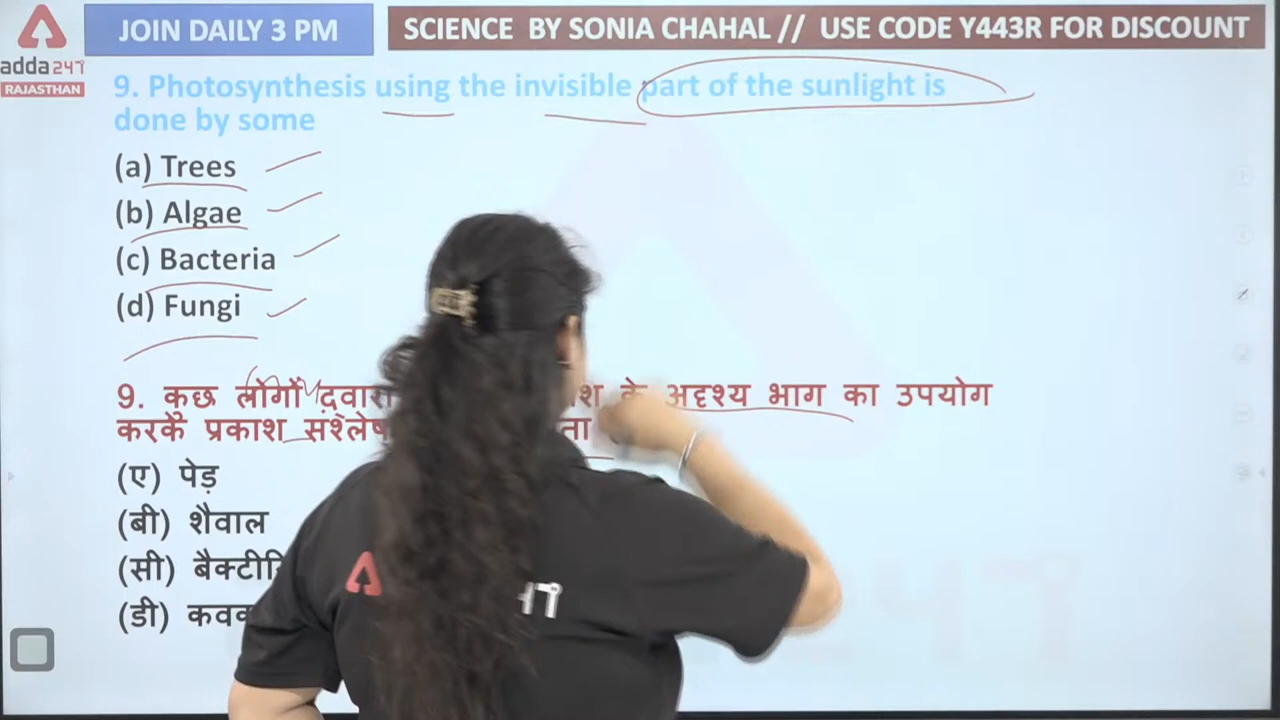 JOIN DAILY 3 PM
SCIENCE BY SONIA CHAHAL // USE CODE Y443R FOR DISCOUNT
adda247
RAJASTHAN
9. Photosynthesis using the invisible part of the sunlight is
done by some
(a) Trees
(b) Algae
(c) Bacteria
(d) Fungi
9. कुछ लोगों द्वारा के अदृश्य भाग का उपयोग
करके प्रकाश
(ए) पेड़
(बी) शैवाल
(सी)
(डी)